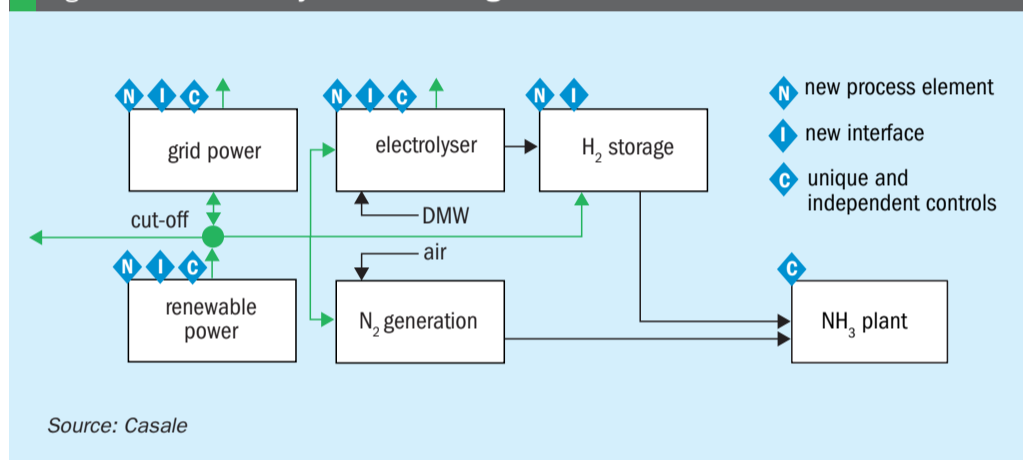 N I C
grid power
N I C
electrolyser
N I
H₂ storage
N new process element
I new interface
C unique and
independent controls
cut-off
DMW
air
N I C
renewable
power
N₂ generation
C
NH₃ plant
Source: Casale